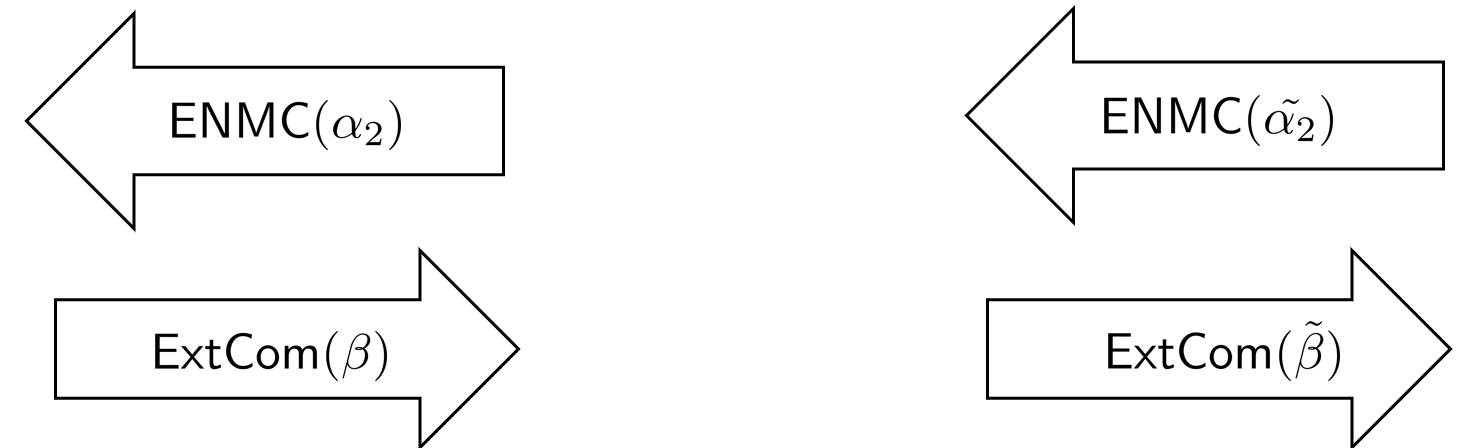 ENMC(α₂)
ENMC(α̃₂)
ExtCom(β)
ExtCom(β̃)